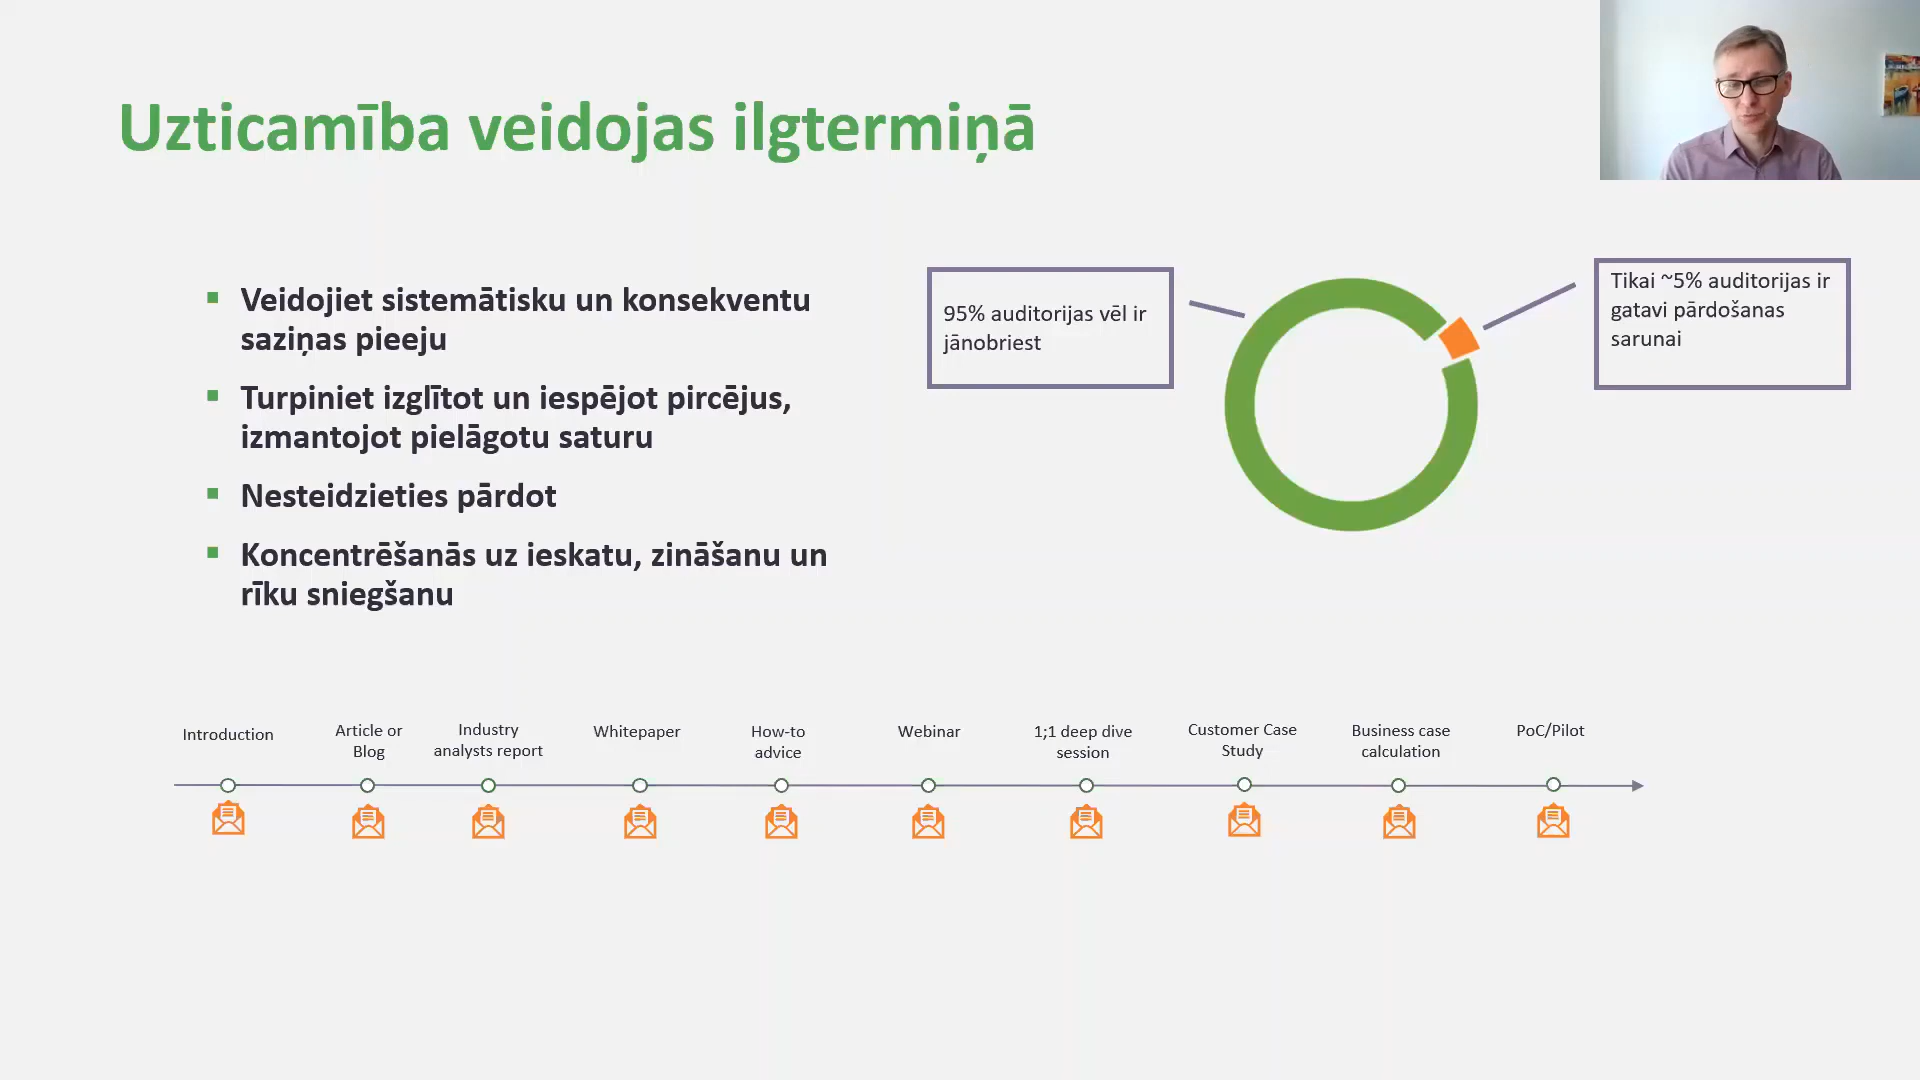 Uzticamība veidojas ilgtermiņā
Veidojiet sistemātisku un konsekventu
saziņas pieeju
Turpiniet izglītot un iespējot pircējus,
izmantojot pielāgotu saturu
Nesteidzieties pārdot
Koncentrēšanās uz ieskatu, zināšanu un
rīku sniegšanu
95% auditorijas vēl ir
jānobriest
Tikai ~5% auditorijas ir
gatavi pārdošanas
sarunai
Introduction
Article or
Blog
Industry
analysts report
Whitepaper
How-to
advice
Webinar
1;1 deep dive
session
Customer Case
Study
Business case
calculation
PoC/Pilot